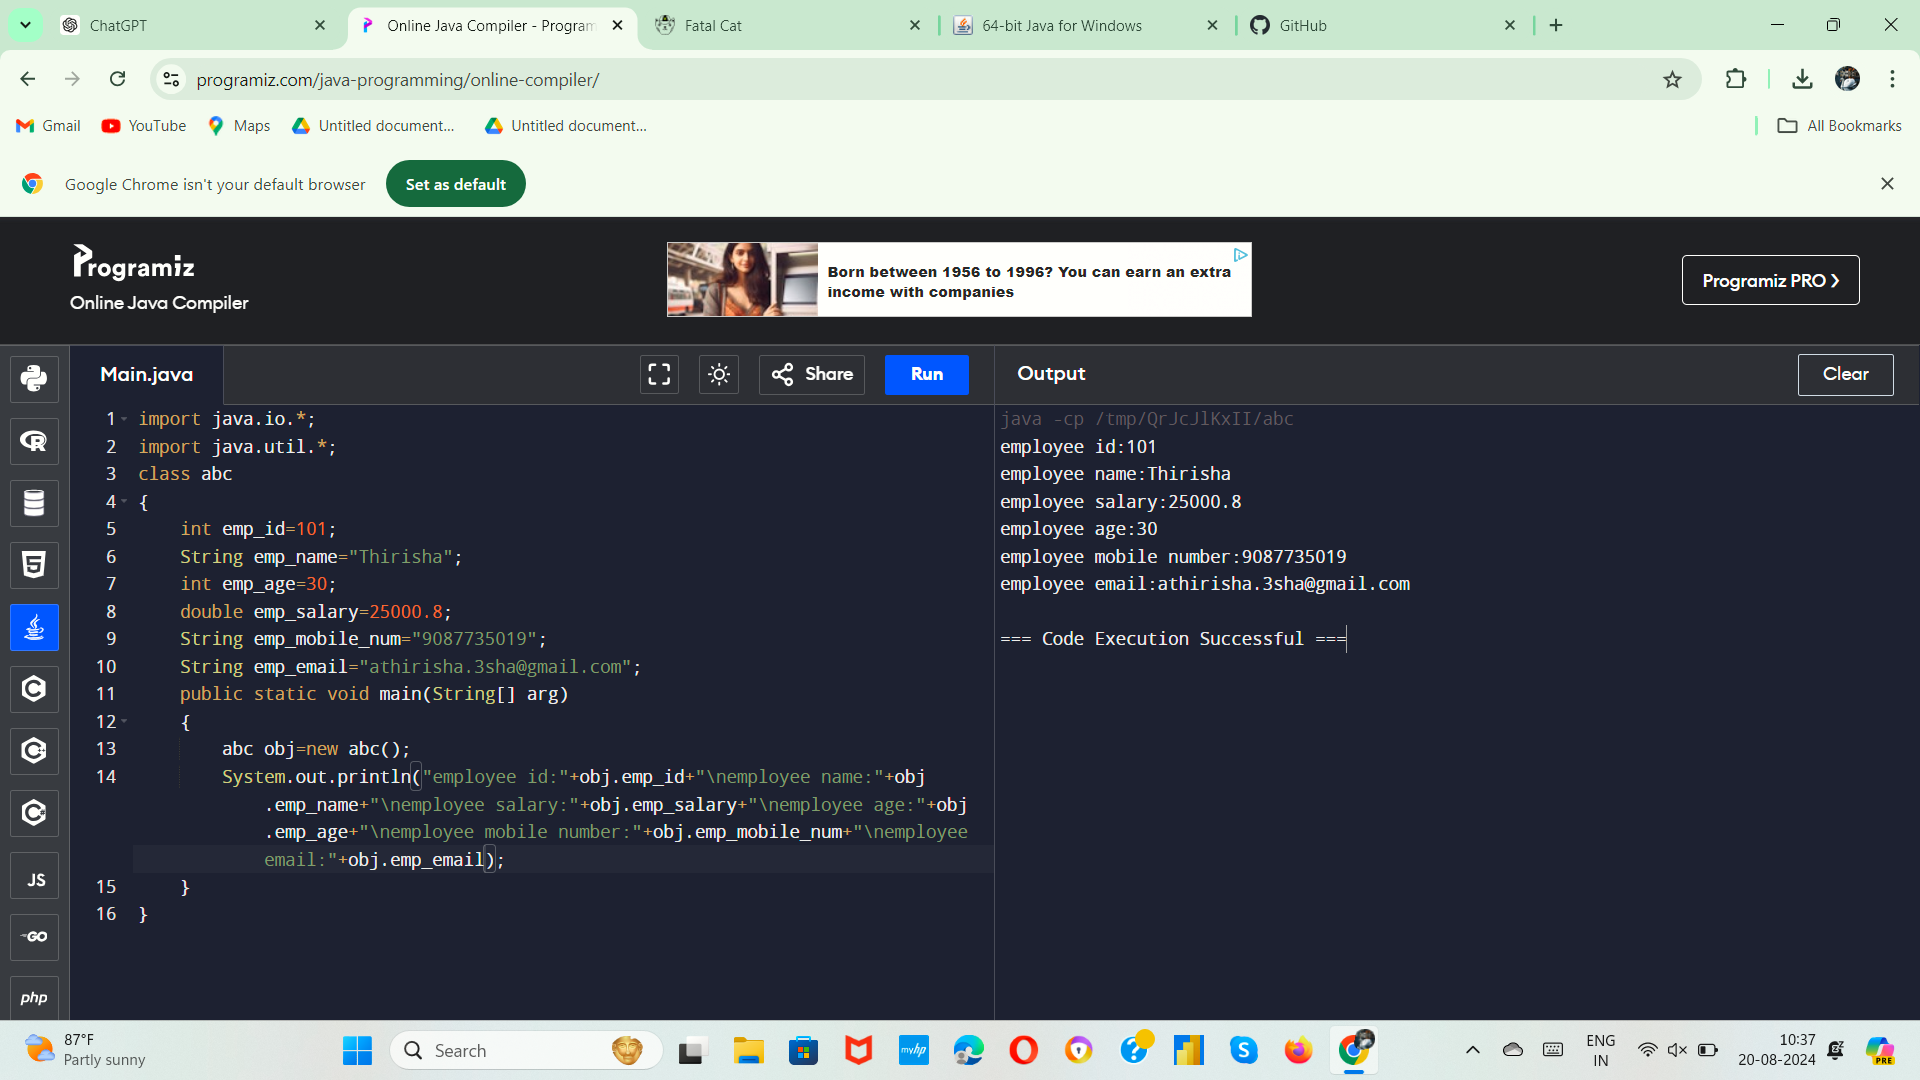 ChatGPT
Online Java Compiler - Program
Fatal Cat
64-bit Java for Windows
GitHub
programiz.com/java-programming/online-compiler/
Gmail
YouTube
Maps
Untitled document...
Untitled document...
All Bookmarks
Google Chrome isn't your default browser
Set as default
Programiz
Online Java Compiler
Born between 1956 to 1996? You can earn an extra
income with companies
Programiz PRO ❯
Main.java
Share
Run
Output
Clear
1 import java.io.*;
2 import java.util.*;
3 class abc
4 {
5 int emp_id=101;
6 String emp_name="Thirisha";
7 int emp_age=30;
8 double emp_salary=25000.8;
9 String emp_mobile_num="9087735019";
10 String emp_email="athirisha.3sha@gmail.com";
11 public static void main(String[] arg)
12 {
13 abc obj=new abc();
14 System.out.println("employee id:"+obj.emp_id+"\nemployee name:"+obj
.emp_name+"\nemployee salary:"+obj.emp_salary+"\nemployee age:"+obj
.emp_age+"\nemployee mobile number:"+obj.emp_mobile_num+"\nemployee
email:"+obj.emp_email);
15 }
16 }
java -cp /tmp/QrJcJlKxII/abc
employee id:101
employee name:Thirisha
employee salary:25000.8
employee age:30
employee mobile number:9087735019
employee email:athirisha.3sha@gmail.com
=== Code Execution Successful ===
R
5
C
C
C
JS
GO
php
87°F
Partly sunny
Search
myhp
S
ENG
IN
10:37
20-08-2024
PRE